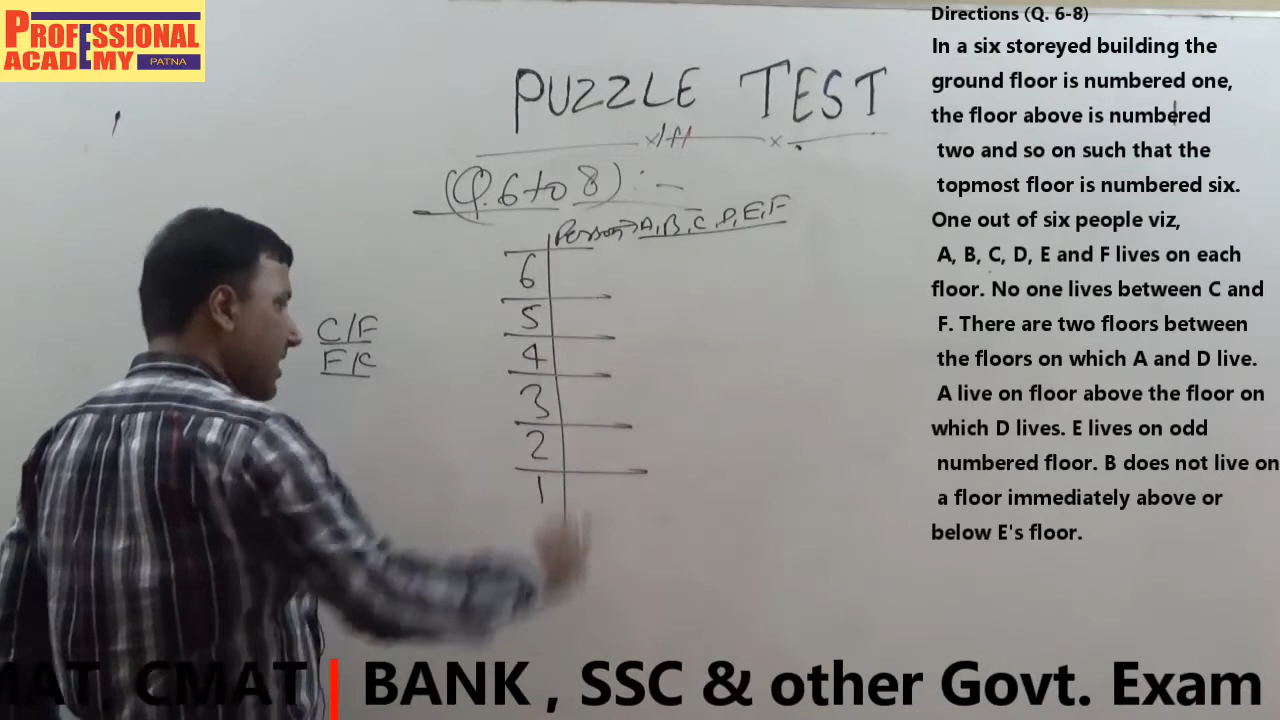 PROFESSIONAL
ACADEMY PATNA
PUZZLE TEST
(Q.6 to 8) :-
Person→A,B,C,D,E,F
6
5
4
3
2
1
C/F
F/C
Directions (Q. 6-8)
In a six storeyed building the
ground floor is numbered one,
the floor above is numbered
two and so on such that the
topmost floor is numbered six.
One out of six people viz,
A, B, C, D, E and F lives on each
floor. No one lives between C and
F. There are two floors between
the floors on which A and D live.
A live on floor above the floor on
which D lives. E lives on odd
numbered floor. B does not live on
a floor immediately above or
below E's floor.
MAT, CMAT | BANK , SSC & other Govt. Exam